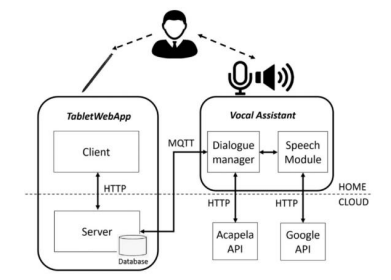 TabletWebApp
Vocal Assistant
Client
MQTT
Dialogue
manager
Speech
Module
HTTP
HOME
HTTP
HTTP
CLOUD
Server
Database
Acapela
API
Google
API